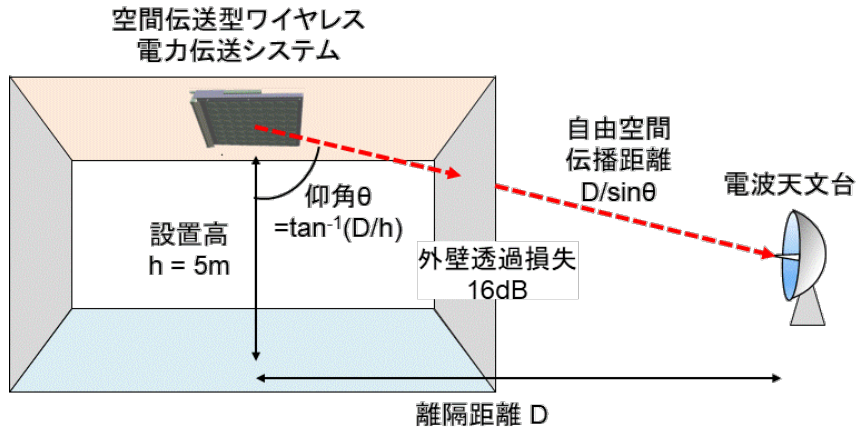 空間伝送型ワイヤレス
電力伝送システム
自由空間
伝播距離
D/sinθ
電波天文台
仰角θ
=tan-1(D/h)
設置高
h = 5m
外壁透過損失
16dB
離隔距離 D